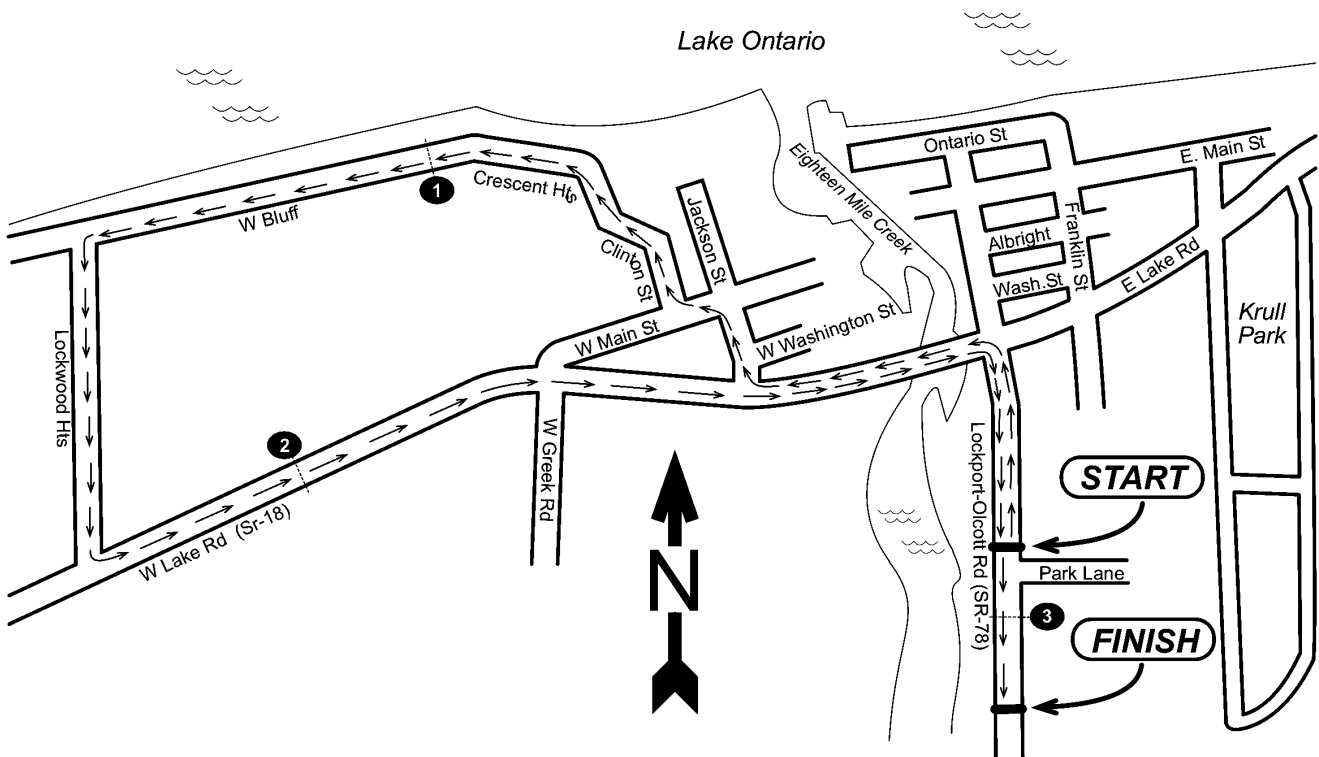 Lake Ontario
Ontario St
E. Main St
Eighteen Mile Creek
1
Crescent Hts
W Bluff
Jackson St
Franklin St
Albright
Clinton St
E Lake Rd
Wash.St
Krull
Park
W Washington St
W Main St
Lockwood Hts
2
W Greek Rd
Lockport-Olcott Rd (SR-78)
START
W Lake Rd (Sr-18)
N
Park Lane
3
FINISH